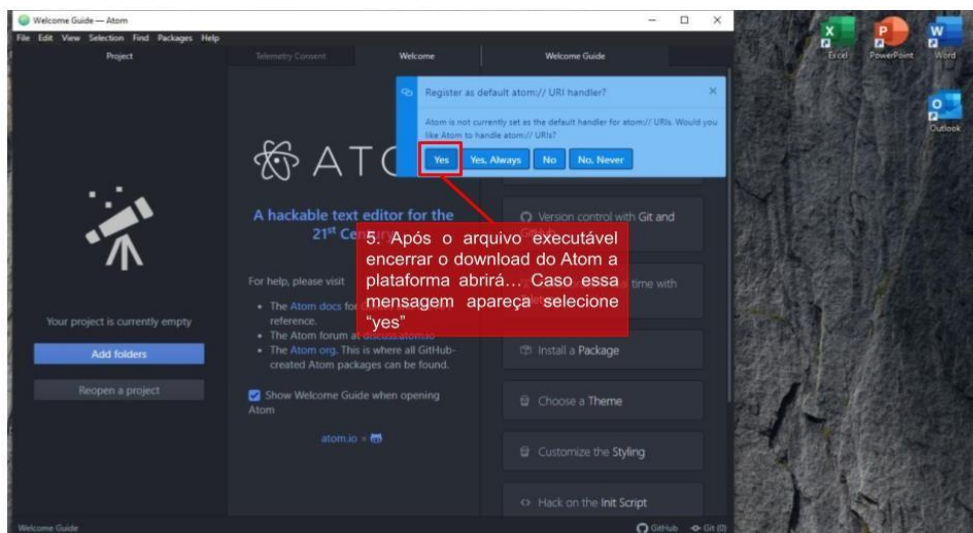 Welcome Guide — Atom
File Edit View Selection Find Packages Help
Project
Telemetry Consent
Welcome
Welcome Guide
Register as default atom:// URI handler?
Atom is not currently set as the default handler for atom:// URIs. Would you
like Atom to handle atom:// URIs?
Yes
Yes, Always
No
No, Never
AT
A hackable text editor for the
21st Cen
For help, please visit
The Atom docs for
reference.
The Atom forum at discuss.atom.io
The Atom org. This is where all GitHub-
created Atom packages can be found.
Show Welcome Guide when opening
Atom
atom.io ×
Your project is currently empty
Add folders
Reopen a project
5. Após o arquivo executável
encerrar o download do Atom a
plataforma abrirá... Caso essa
mensagem apareça selecione
“yes”
Version control with Git and
time with
Install a Package
Choose a Theme
Customize the Styling
Hack on the Init Script
Welcome Guide
GitHub
Git (0)
Excel
PowerPoint
Word
Outlook